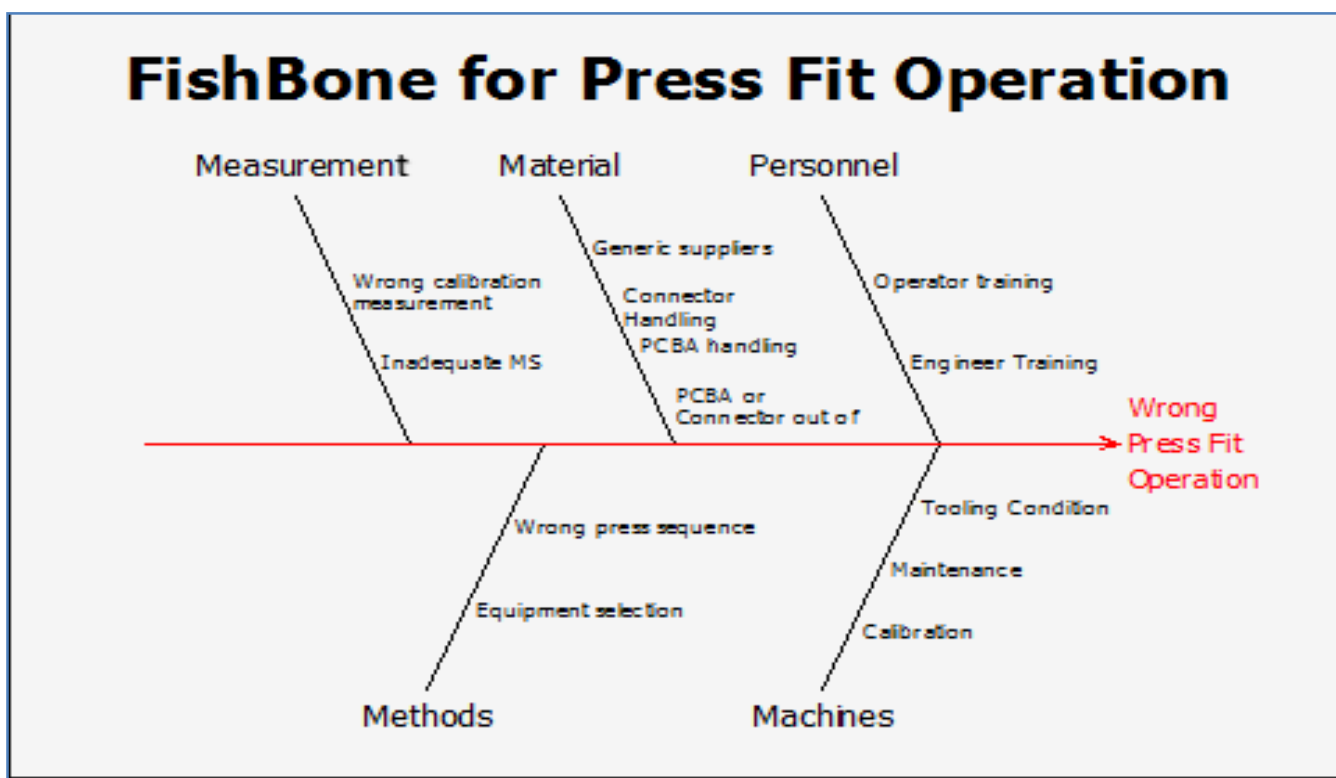 FishBone for Press Fit Operation
Measurement
Material
Personnel
Wrong calibration
measurement
Inadequate MS
Generic suppliers
Connector
Handling
PCBA handling
PCBA or
Connector out of
Operator training
Engineer Training
Wrong
Press Fit
Operation
Wrong press sequence
Equipment selection
Tooling Condition
Maintenance
Calibration
Methods
Machines